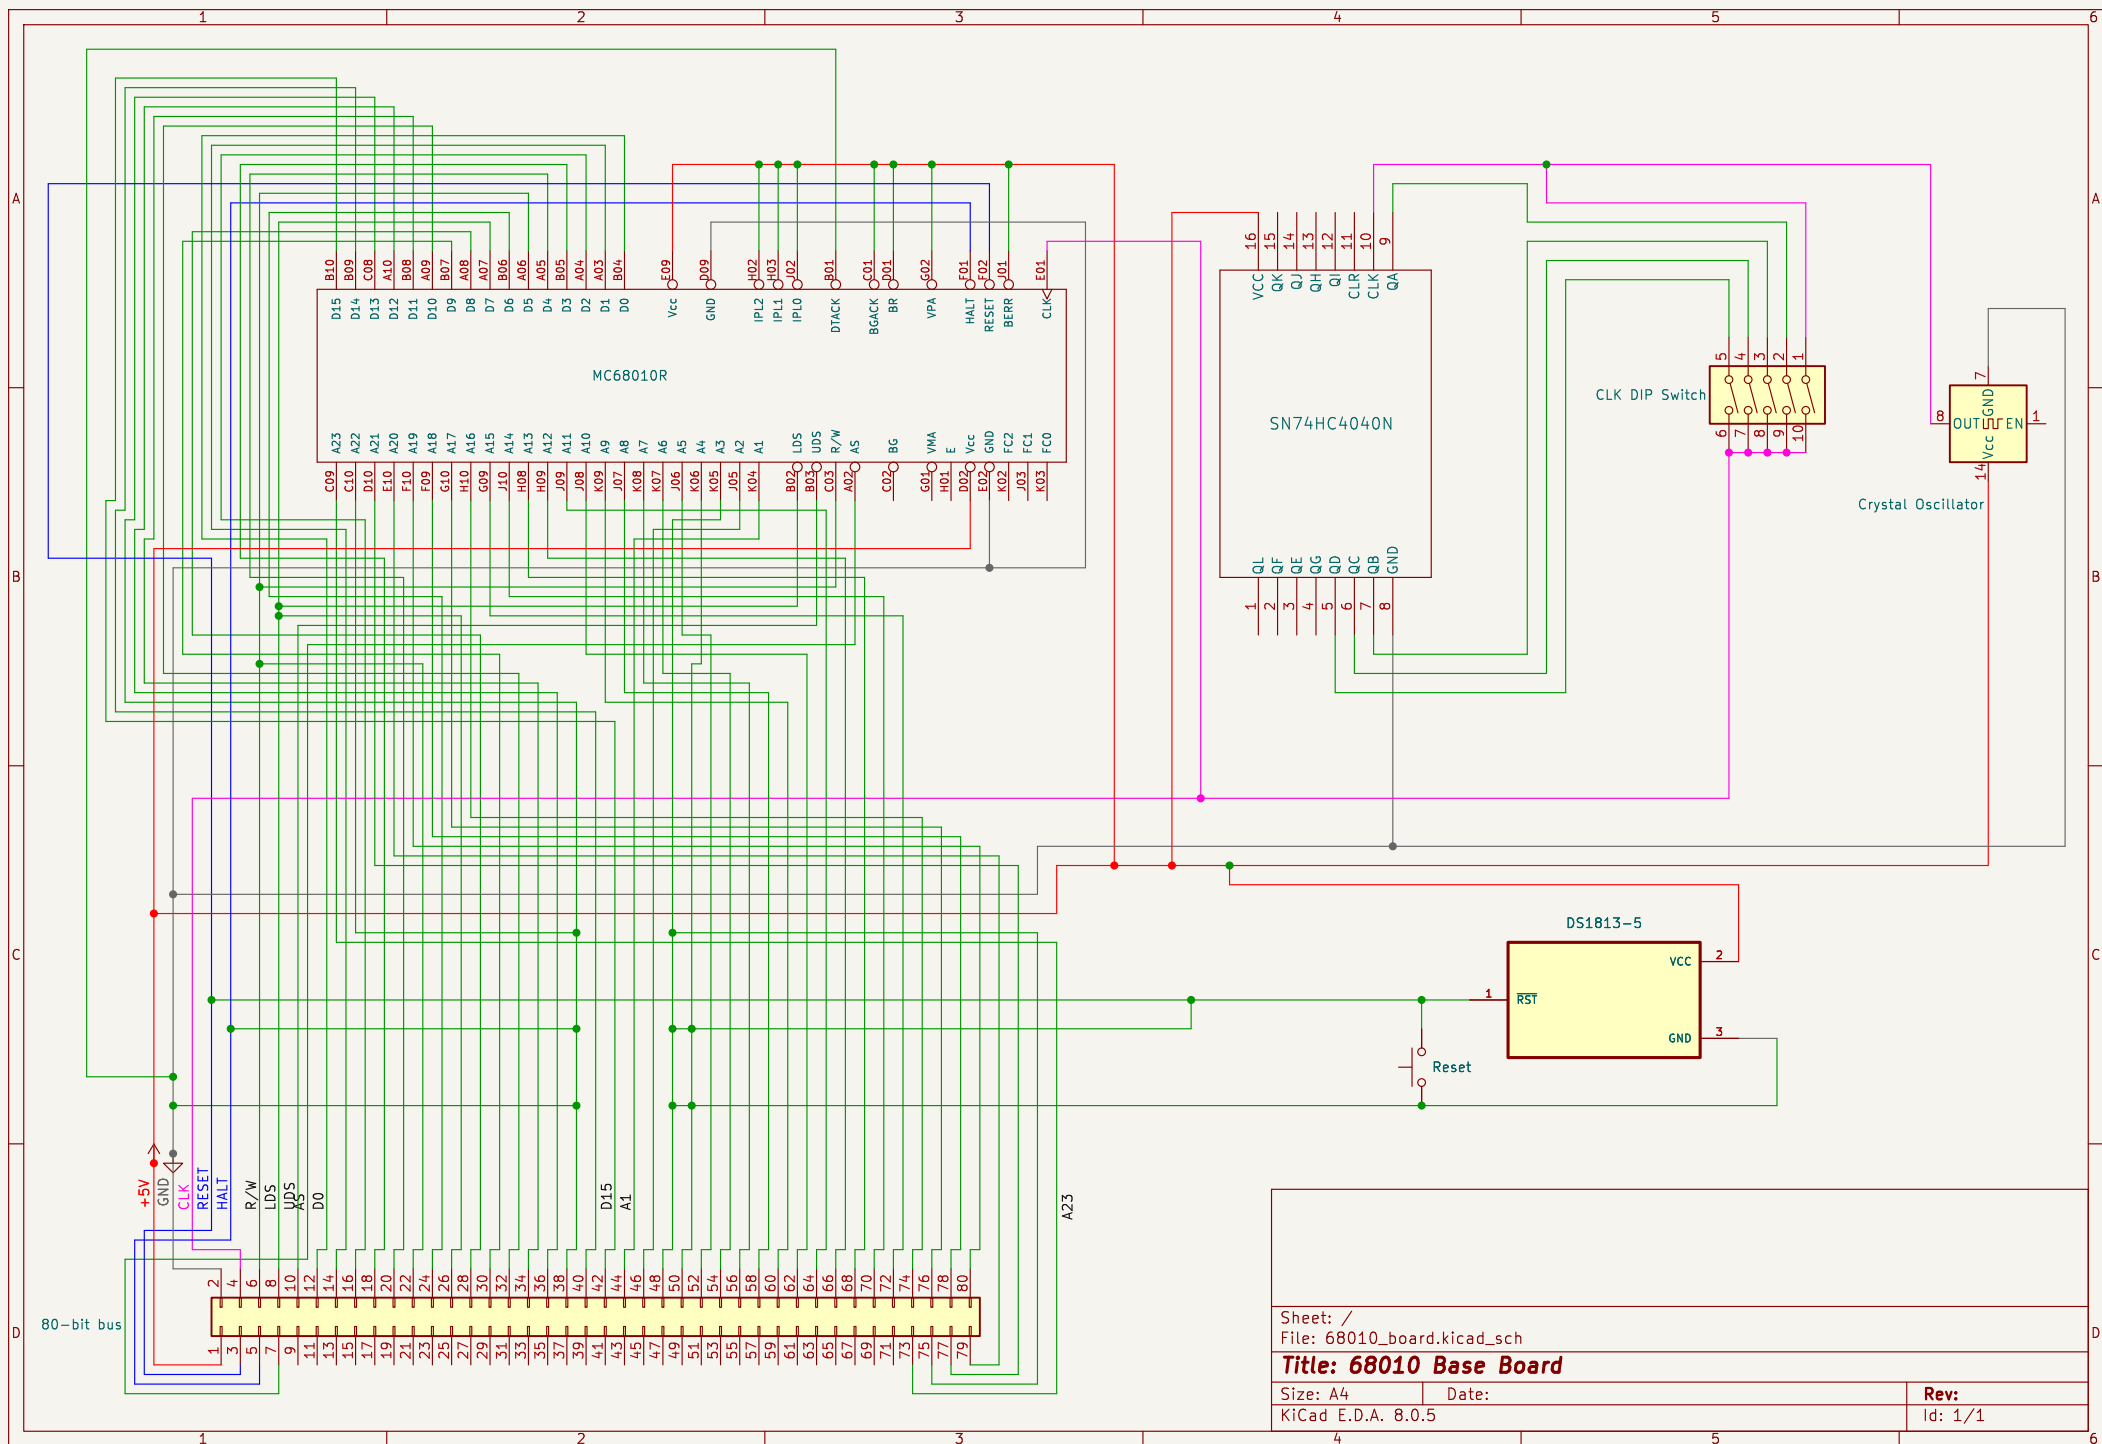 1 2 3 4 5 6
A A
B B
C C
D D
B10 B09 C08 A10 B08 A09 B07 A08 A07 B06 A06 A05 B05 A04 A03 B04 E09 D09 H02 H03 J02 B01 C01 D01 G02 F01 F02 J01 E01
D15 D14 D13 D12 D11 D10 D9 D8 D7 D6 D5 D4 D3 D2 D1 D0 Vcc GND IPL2 IPL1 IPL0 DTACK BGACK BR VPA HALT RESET BERR CLK
MC68010R
A23 A22 A21 A20 A19 A18 A17 A16 A15 A14 A13 A12 A11 A10 A9 A8 A7 A6 A5 A4 A3 A2 A1 LDS UDS R/W AS BG VMA E Vcc GND FC2 FC1 FC0
C09 C10 D10 E10 F10 F09 G10 H10 G09 J10 H08 H09 J09 J08 K09 J07 K08 K07 J06 K06 K05 J05 K04 B02 B03 C03 A02 C02 G01 H01 D02 E02 K02 J03 K03
16 15 14 13 12 11 10 9
VCC QK QJ QH QI CLR CLK QA
SN74HC4040N
QL QF QE QG QD QC QB GND
1 2 3 4 5 6 7 8
5 4 3 2 1
CLK DIP Switch
6 7 8 9 10
7
GND
8 OUT EN 1
Vcc
14
Crystal Oscillator
DS1813-5
VCC 2
1 RST
GND 3
Reset
+5V GND CLK RESET HALT R/W LDS UDS AS D0 D15 A1 A23
2 4 6 8 10 12 14 16 18 20 22 24 26 28 30 32 34 36 38 40 42 44 46 48 50 52 54 56 58 60 62 64 66 68 70 72 74 76 78 80
80-bit bus
1 3 5 7 9 11 13 15 17 19 21 23 25 27 29 31 33 35 37 39 41 43 45 47 49 51 53 55 57 59 61 63 65 67 69 71 73 75 77 79
Sheet: /
File: 68010_board.kicad_sch
Title: 68010 Base Board
Size: A4 Date: Rev:
KiCad E.D.A. 8.0.5 Id: 1/1
1 2 3 4 5 6